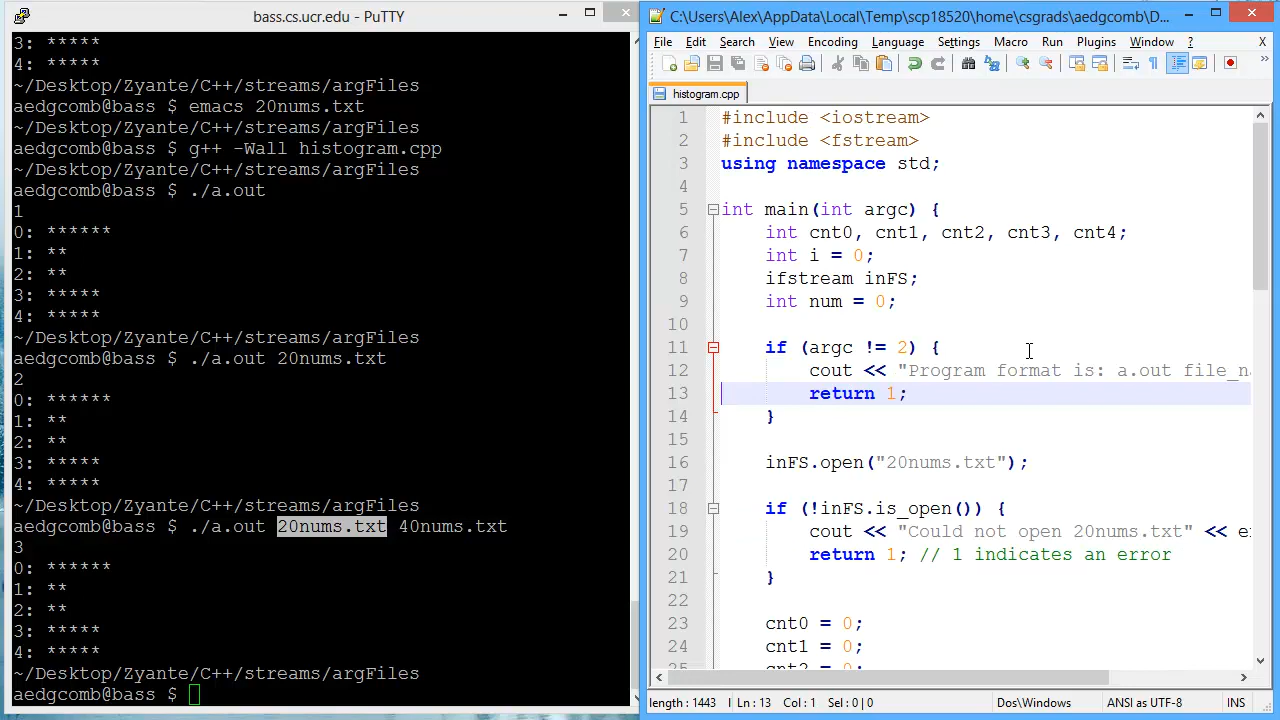 bass.cs.ucr.edu - PuTTY
3: *****
4: *****
~/Desktop/Zyante/C++/streams/argFiles
aedgcomb@bass $ emacs 20nums.txt
~/Desktop/Zyante/C++/streams/argFiles
aedgcomb@bass $ g++ -Wall histogram.cpp
~/Desktop/Zyante/C++/streams/argFiles
aedgcomb@bass $ ./a.out
1
0: ******
1: **
2: **
3: *****
4: *****
~/Desktop/Zyante/C++/streams/argFiles
aedgcomb@bass $ ./a.out 20nums.txt
2
0: ******
1: **
2: **
3: *****
4: *****
~/Desktop/Zyante/C++/streams/argFiles
aedgcomb@bass $ ./a.out 20nums.txt 40nums.txt
3
0: ******
1: **
2: **
3: *****
4: *****
~/Desktop/Zyante/C++/streams/argFiles
aedgcomb@bass $
C:\Users\Alex\AppData\Local\Temp\scp18520\home\csgrads\aedgcomb\D...
File Edit Search View Encoding Language Settings Macro Run Plugins Window ? X
histogram.cpp
1 #include <iostream>
2 #include <fstream>
3 using namespace std;
4
5 int main(int argc) {
6 int cnt0, cnt1, cnt2, cnt3, cnt4;
7 int i = 0;
8 ifstream inFS;
9 int num = 0;
10
11 if (argc != 2) {
12 cout << "Program format is: a.out file_na
13 return 1;
14 }
15
16 inFS.open("20nums.txt");
17
18 if (!inFS.is_open()) {
19 cout << "Could not open 20nums.txt" << e
20 return 1; // 1 indicates an error
21 }
22
23 cnt0 = 0;
24 cnt1 = 0;
25 cnt2 = 0;
length : 1443 l Ln : 13 Col : 1 Sel : 0 | 0 Dos\Windows ANSI as UTF-8 INS